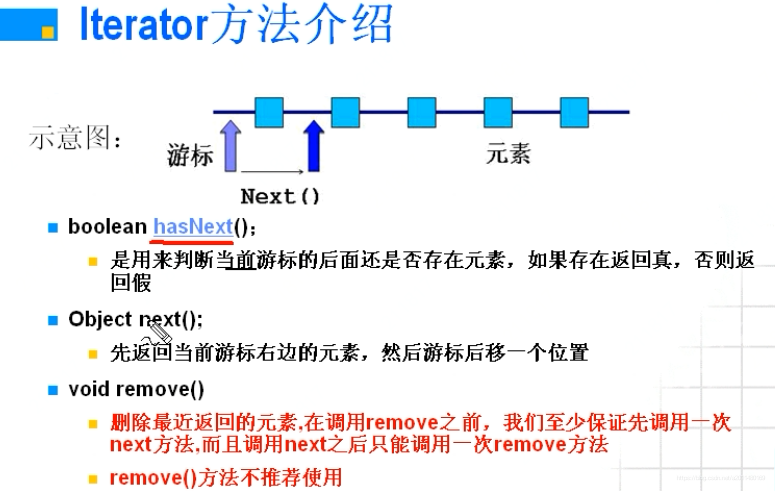 Iterator方法介绍
示意图：
游标
元素
Next()
boolean hasNext();
是用来判断当前游标的后面还是否存在元素，如果存在返回真，否则返
回假
Object next();
先返回当前游标右边的元素，然后游标后移一个位置
void remove()
删除最近返回的元素,在调用remove之前，我们至少保证先调用一次
next方法,而且调用next之后只能调用一次remove方法
remove()方法不推荐使用